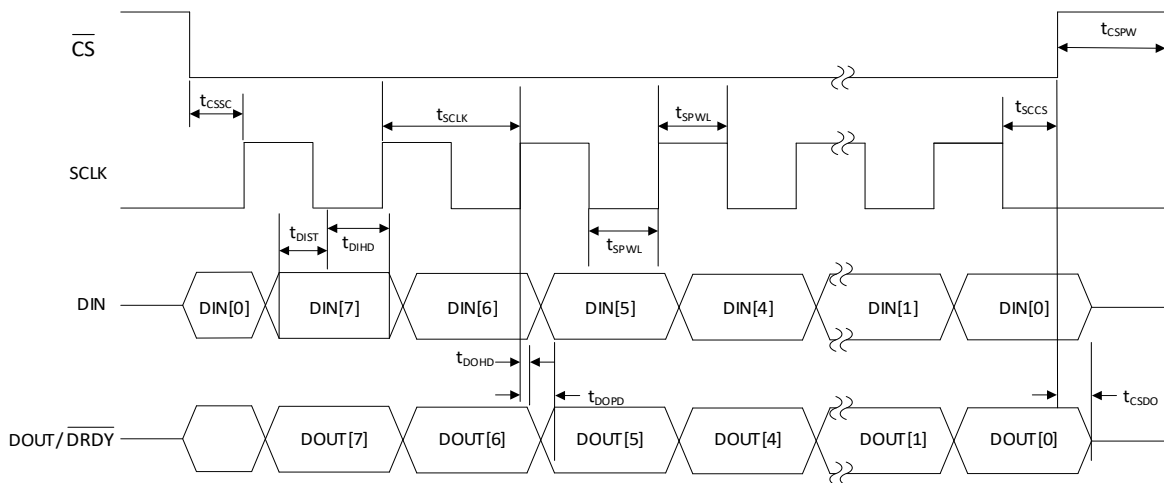 CS
tCSPW
tCSSC
tSCLK
tSPWL
tSCCS
SCLK
tDIST
tDIHD
tSPWL
DIN
DIN[0]
DIN[7]
DIN[6]
DIN[5]
DIN[4]
DIN[1]
DIN[0]
tDOHD
tDOPD
tCSDO
DOUT/DRDY
DOUT[7]
DOUT[6]
DOUT[5]
DOUT[4]
DOUT[1]
DOUT[0]